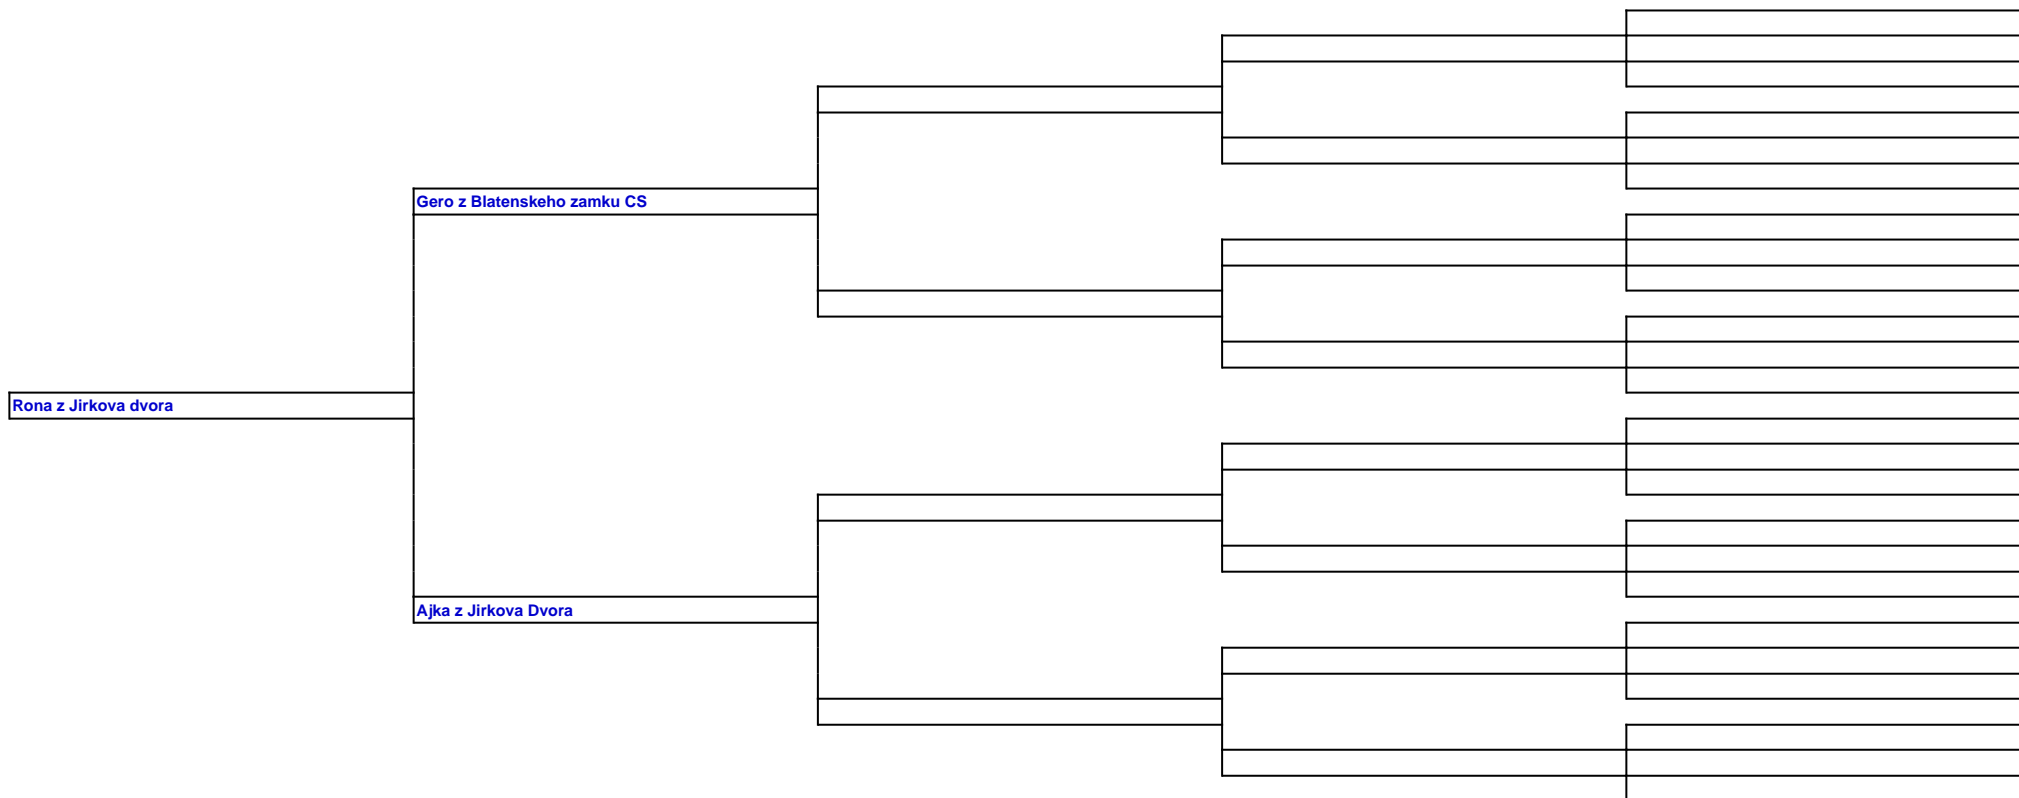 Gero z Blatenskeho zamku CS
Rona z Jirkova dvora
Ajka z Jirkova Dvora